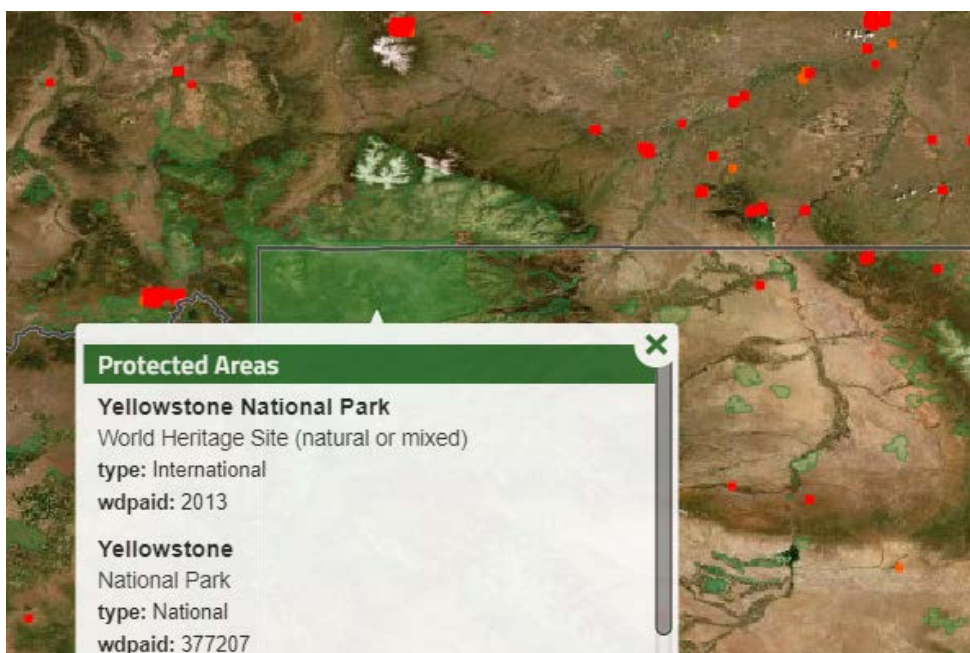 Protected Areas
Yellowstone National Park
World Heritage Site (natural or mixed)
type: International
wdpaid: 2013
Yellowstone
National Park
type: National
wdpaid: 377207